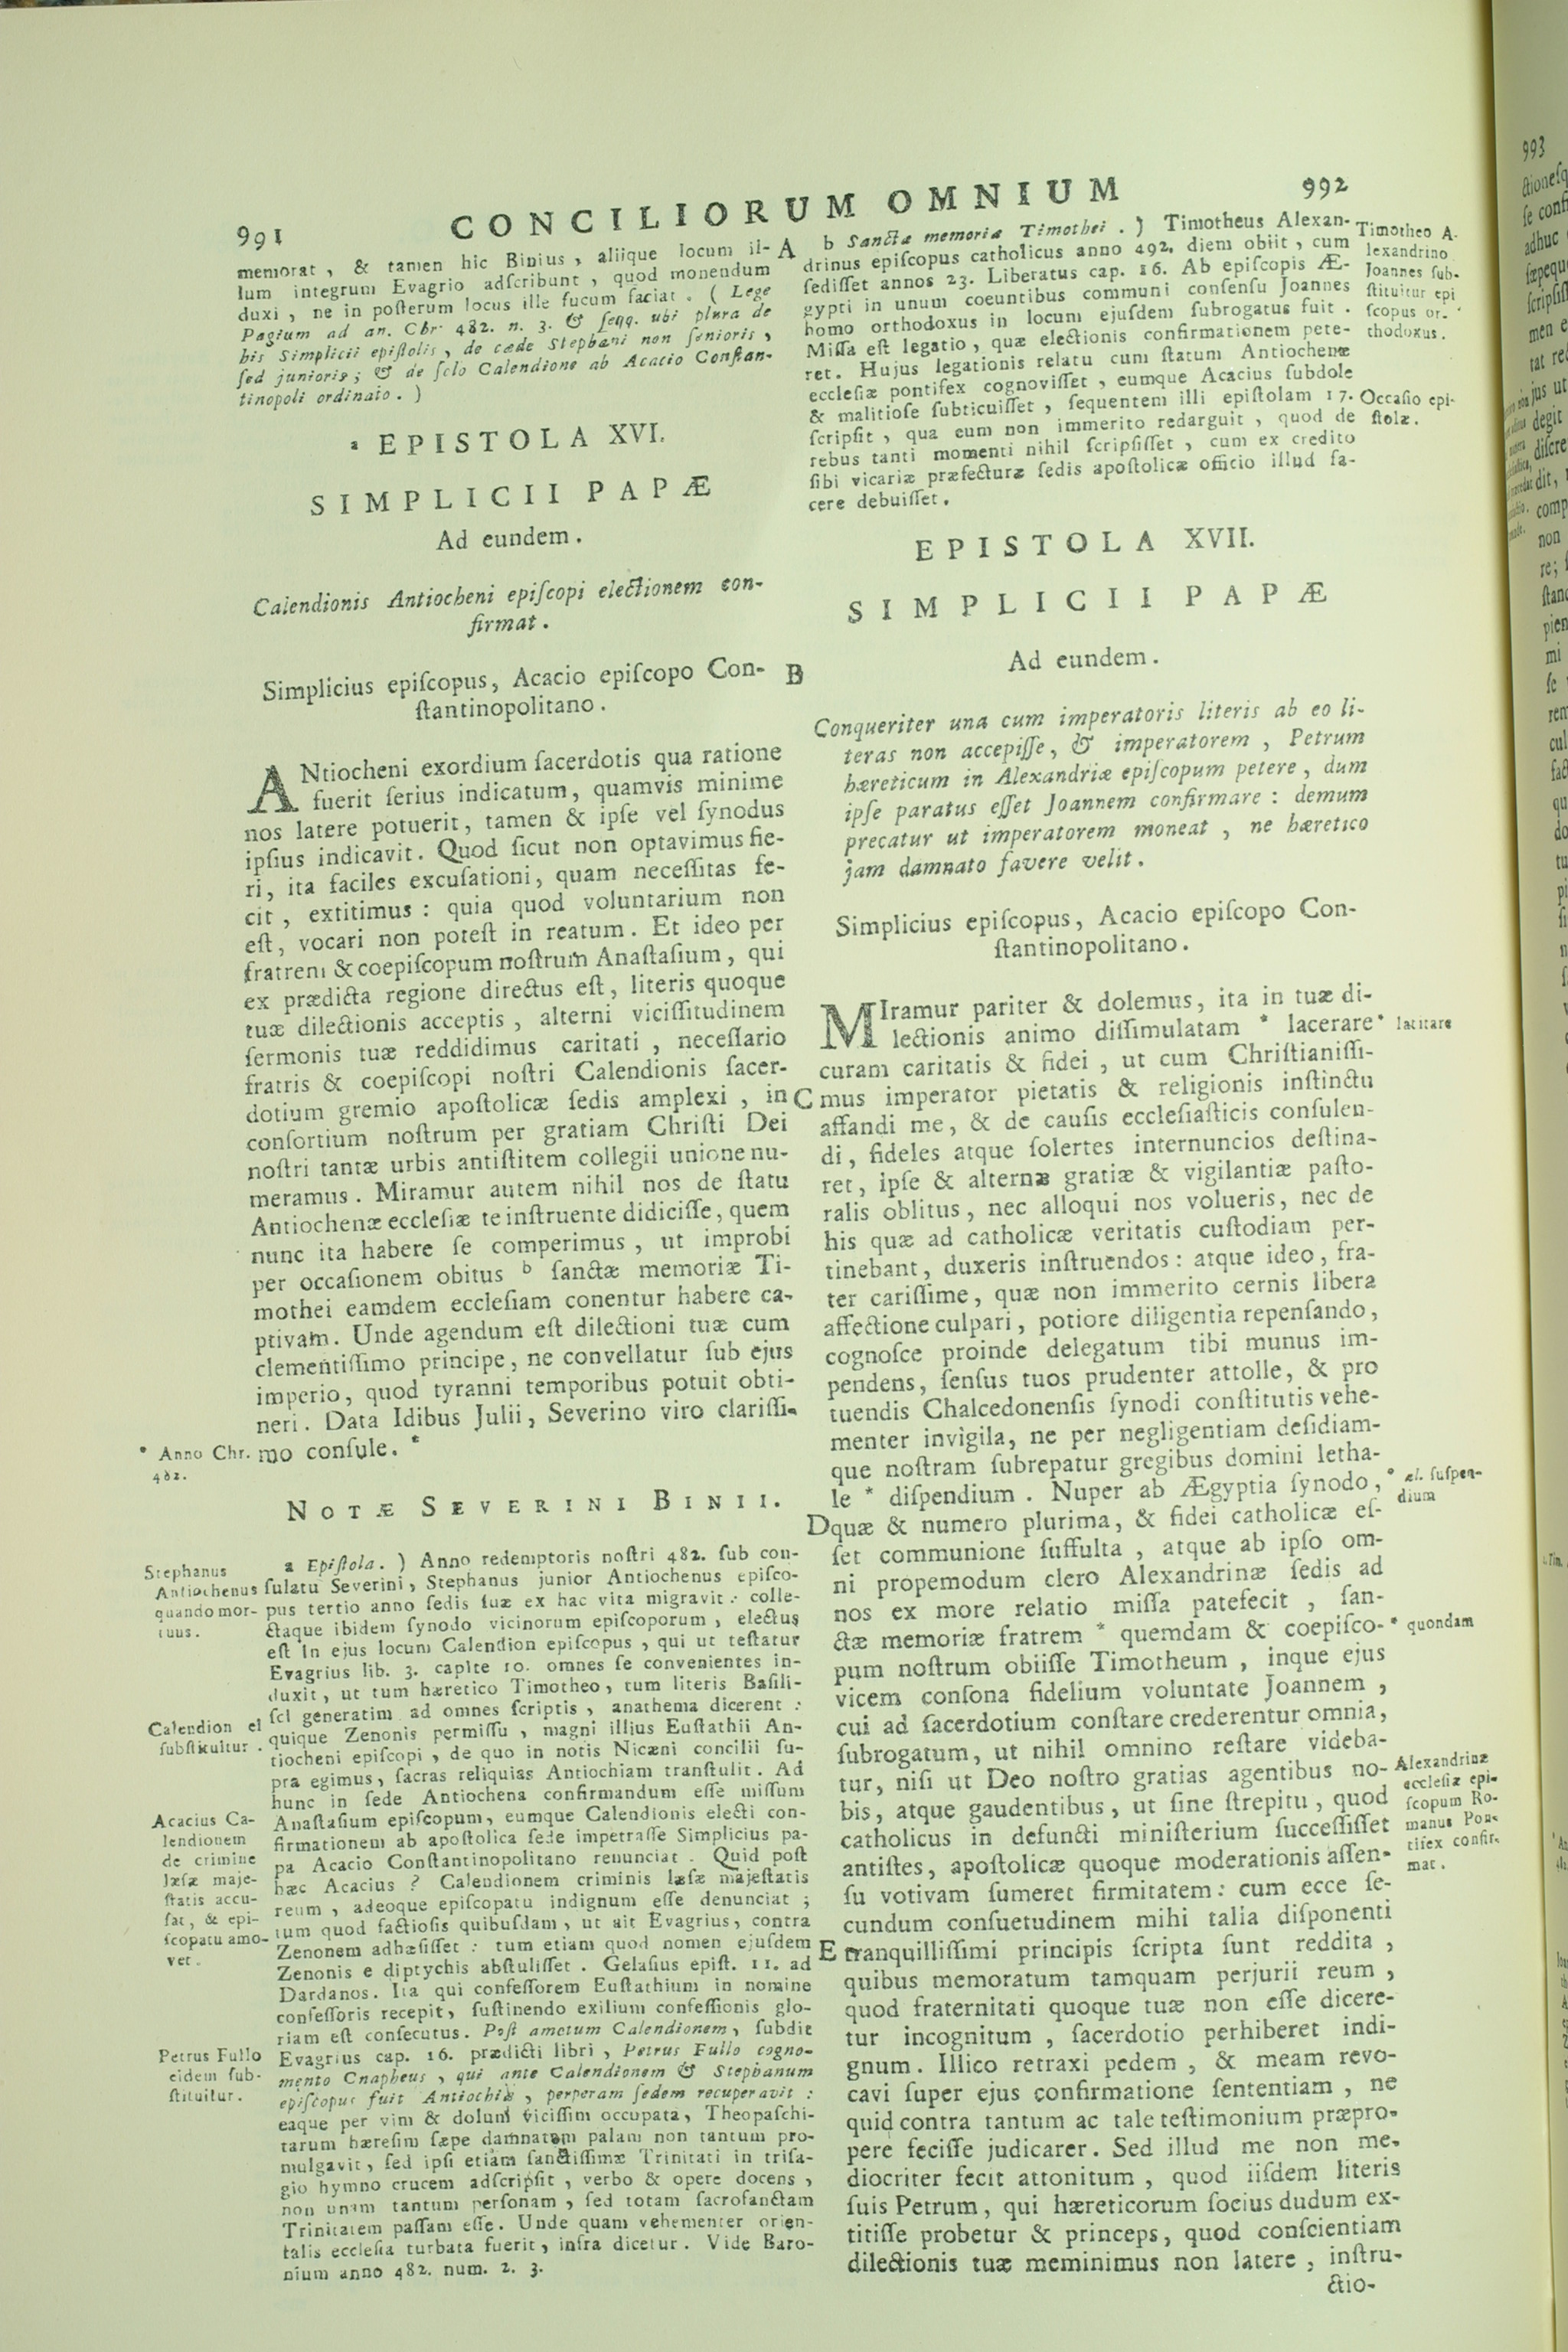 991
CONCILIORUM OMNIUM
992
memorat, & tamen hic Binius, aliique locum il-
lum integrum Evagrio adſcribunt, quod monendum
duxi, ne in poſterum locus ille fucum faciat. ( Lege
Pagium ad an. Chr. 482. n. 3. & ſeqq. ubi plura de
his Simplicii epiſtolis, de cæde Stephani non ſenioris,
ſed junioris; & de ſolo Calendione ab Acacio Conſtan-
tinopoli ordinato. )
a EPISTOLA XVI.
SIMPLICII PAPÆ
Ad eundem.
Calendionis Antiocheni epiſcopi electionem con-
firmat.
Simplicius epiſcopus, Acacio epiſcopo Con-
ſtantinopolitano.
ANtiocheni exordium ſacerdotis qua ratione
fuerit ſerius indicatum, quamvis minime
nos latere potuerit, tamen & ipſe vel ſynodus
ipſius indicavit. Quod ſicut non optavimus fie-
ri, ita faciles excuſationi, quam neceſſitas fe-
cit, extitimus: quia quod voluntarium non
eſt, vocari non poteſt in reatum. Et ideo per
fratrem & coepiſcopum noſtrum Anaſtaſium, qui
ex prædicta regione directus eſt, literis quoque
tuæ dilectionis acceptis, alterni viciſſitudinem
ſermonis tuæ reddidimus caritati, neceſſario
fratris & coepiſcopi noſtri Calendionis ſacer-
dotium gremio apoſtolicæ ſedis amplexi, in
conſortium noſtrum per gratiam Chriſti Dei
noſtri tantæ urbis antiſtitem collegii unione nu-
meramus. Miramur autem nihil nos de ſtatu
Antiochenæ eccleſiæ te inſtruente didiciſſe, quem
nunc ita habere ſe comperimus, ut improbi
per occaſionem obitus b ſanctæ memoriæ Ti-
mothei eamdem eccleſiam conentur habere ca-
ptivam. Unde agendum eſt dilectioni tuæ cum
clementiſſimo principe, ne convellatur ſub ejus
imperio, quod tyranni temporibus potuit obti-
neri. Data Idibus Julii, Severino viro clariſſi-
mo conſule. *
* Anno Chr.
482.
NOTÆ SEVERINI BINII.
a Epiſtola. ) Anno redemptoris noſtri 482. ſub con-
ſulatu Severini, Stephanus junior Antiochenus epiſco-
pus tertio anno ſedis ſuæ ex hac vita migravit: colle-
ctaque ibidem ſynodo vicinorum epiſcoporum, electus
eſt in ejus locum Calendion epiſcopus, qui ut teſtatur
Evagrius lib. 3. capite 10. omnes ſe convenientes in-
duxit, ut tum hæretico Timotheo, tum literis Baſili-
ſci generatim ad omnes ſcriptis, anathema dicerent:
quique Zenonis permiſſu, magni illius Euſtathii An-
tiocheni epiſcopi, de quo in notis Nicæni concilii ſu-
pra egimus, ſacras reliquias Antiochiam tranſtulit. Ad
hunc in ſede Antiochena confirmandum eſſe miſſum
Anaſtaſium epiſcopum, eumque Calendionis electi con-
firmationem ab apoſtolica ſede impetraſſe Simplicius pa-
pa Acacio Conſtantinopolitano renunciat. Quid poſt
hæc Acacius? Calendionem criminis læſæ majeſtatis
reum, adeoque epiſcopatu indignum eſſe denunciat;
tum quod factioſis quibuſdam, ut ait Evagrius, contra
Zenonem adhæſiſſet: tum etiam quod nomen ejuſdem
Zenonis e diptychis abſtuliſſet. Gelaſius epiſt. 11. ad
Dardanos. Ita qui confeſſorem Euſtathium in nomine
confeſſoris recepit, ſuſtinendo exilium confeſſionis glo-
riam eſt conſecutus. Poſt amotum Calendionem, ſubdit
Evagrius cap. 16. prædicti libri, Petrus Fullo cogno-
mento Cnapheus, qui ante Calendionem & Stephanum
epiſcopus fuit Antiochiæ, perperam ſedem recuperavit:
eaque per vim & dolum viciſſim occupata, Theopaſchi-
tarum hæreſim ſæpe damnatam palam non tantum pro-
mulgavit, ſed ipſi etiam ſanctiſſimæ Trinitati in triſa-
gio hymno crucem adſcripſit, verbo & opere docens,
non unam tantum perſonam, ſed totam ſacroſanctam
Trinitatem paſſam eſſe. Unde quam vehementer orien-
talis eccleſia turbata fuerit, infra dicetur. Vide Baro-
nium anno 482. num. 2. 3.
Stephanus
Antiochenus
quando mor-
tuus.
Calendion ei
ſubſtituitur.
Acacius Ca-
lendionem
de crimine
læſæ maje-
ſtatis accu-
ſat, & epi-
ſcopatu amo-
vet.
Petrus Fullo
eidem ſub-
ſtituitur.
A
B
C
D
E
b Sanctæ memoriæ Timothei. ) Timotheus Alexan-
drinus epiſcopus catholicus anno 492. diem obiit, cum
ſediſſet annos 23. Liberatus cap. 16. Ab epiſcopis Æ-
gypti in unum coeuntibus communi conſenſu Joannes
homo orthodoxus in locum ejuſdem ſubrogatus fuit.
Miſſa eſt legatio, quæ electionis confirmationem pete-
ret. Hujus legationis relatu cum ſtatum Antiochenæ
eccleſiæ pontifex cognoviſſet, eumque Acacius ſubdole
& malitioſe ſubticuiſſet, ſequentem illi epiſtolam 17.
ſcripſit, qua eum non immerito redarguit, quod de
rebus tanti momenti nihil ſcripſiſſet, cum ex credito
ſibi vicariæ præfecturæ ſedis apoſtolicæ officio illud fa-
cere debuiſſet.
Timotheo A-
lexandrino
Joannes ſub-
ſtituitur epi
ſcopus or-
thodoxus.
Occaſio epi-
ſtolæ.
EPISTOLA XVII.
SIMPLICII PAPÆ
Ad eundem.
Conqueriter una cum imperatoris literis ab eo li-
teras non accepiſſe, & imperatorem, Petrum
hæreticum in Alexandriæ epiſcopum petere, dum
ipſe paratus eſſet Joannem confirmare: demum
precatur ut imperatorem moneat, ne hæretico
jam damnato favere velit.
Simplicius epiſcopus, Acacio epiſcopo Con-
ſtantinopolitano.
MIramur pariter & dolemus, ita in tuæ di-
lectionis animo diſſimulatam * lacerare
curam caritatis & fidei, ut cum Chriſtianiſſi-
mus imperator pietatis & religionis inſtinctu
affandi me, & de cauſis eccleſiaſticis conſulen-
di, fideles atque ſolertes internuncios deſtina-
ret, ipſe & alternæ gratiæ & vigilantiæ paſto-
ralis oblitus, nec alloqui nos volueris, nec de
his quæ ad catholicæ veritatis cuſtodiam per-
tinebant, duxeris inſtruendos: atque ideo, fra-
ter cariſſime, quæ non immerito cernis libera
affectione culpari, potiore diligentia repenſando,
cognoſce proinde delegatum tibi munus im-
pendens, ſenſus tuos prudenter attolle, & pro
tuendis Chalcedonenſis ſynodi conſtitutis vehe-
menter invigila, ne per negligentiam deſidiam-
que noſtram ſubrepatur gregibus domini letha-
le * diſpendium. Nuper ab Ægyptia ſynodo,
quæ & numero plurima, & fidei catholicæ eſ-
ſet communione ſuffulta, atque ab ipſo om-
ni propemodum clero Alexandrinæ ſedis ad
nos ex more relatio miſſa patefecit, ſan-
ctæ memoriæ fratrem * quemdam & coepiſco-
pum noſtrum obiiſſe Timotheum, inque ejus
vicem conſona fidelium voluntate Joannem,
cui ad ſacerdotium conſtare crederentur omnia,
ſubrogatum, ut nihil omnino reſtare videba-
tur, niſi ut Deo noſtro gratias agentibus no-
bis, atque gaudentibus, ut ſine ſtrepitu, quod
catholicus in defuncti miniſterium ſucceſſiſſet
antiſtes, apoſtolicæ quoque moderationis aſſen-
ſu votivam ſumeret firmitatem: cum ecce ſe-
cundum conſuetudinem mihi talia diſponenti
tranquilliſſimi principis ſcripta ſunt reddita,
quibus memoratum tamquam perjurii reum,
quod fraternitati quoque tuæ non eſſe dicere-
tur incognitum, ſacerdotio perhiberet indi-
gnum. Illico retraxi pedem, & meam revo-
cavi ſuper ejus confirmatione ſententiam, ne
quid contra tantum ac tale teſtimonium præpro-
pere feciſſe judicarer. Sed illud me non me-
diocriter fecit attonitum, quod iiſdem literis
ſuis Petrum, qui hæreticorum ſocius dudum ex-
titiſſe probetur & princeps, quod conſcientiam
dilectionis tuæ meminimus non latere, inſtru-
ctio-
* latitare
* al. ſuſpen-
dium
* quondam
Alexandrinæ
eccleſiæ epi-
ſcopum Ro-
manus Pon-
tifex confir-
mat.
993